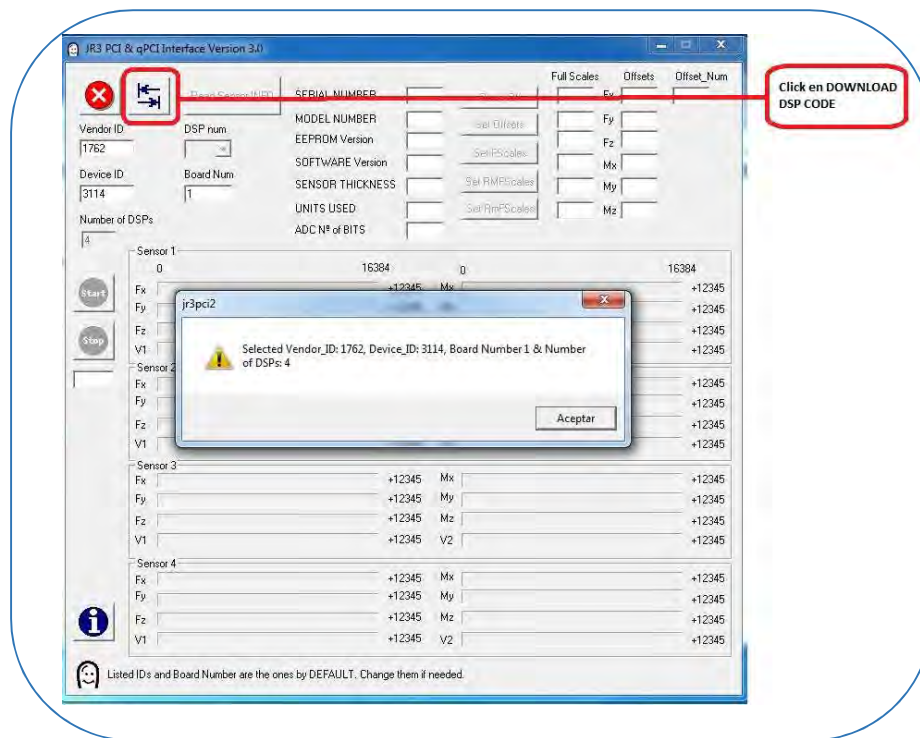 JR3 PCI & qPCI Interface Version 3.0
Full Scales Offsets Offset_Num
Click en DOWNLOAD
DSP CODE
Read Sensor INFO
SERIAL NUMBER
Fx
Vendor ID
DSP num
MODEL NUMBER
Set Offsets
Fy
1762
EEPROM Version
Fz
Set FScales
SOFTWARE Version
Mx
Device ID
Board Num
SENSOR THICKNESS
Set RMFScales
My
3114
1
UNITS USED
Set RmFScales
Mz
Number of DSPs
ADC Nº of BITS
4
Sensor 1
0 16384 0 16384
Start
Fx +12345 Mx +12345
Fy +12345
Fz +12345
Stop
V1 +12345
jr3pci2
Selected Vendor_ID: 1762, Device_ID: 3114, Board Number 1 & Number
of DSPs: 4
Aceptar
Sensor 2
Fx +12345
Fy +12345
Fz +12345
V1 +12345
Sensor 3
Fx +12345 Mx +12345
Fy +12345 My +12345
Fz +12345 Mz +12345
V1 +12345 V2 +12345
Sensor 4
Fx +12345 Mx +12345
Fy +12345 My +12345
Fz +12345 Mz +12345
V1 +12345 V2 +12345
Listed IDs and Board Number are the ones by DEFAULT. Change them if needed.